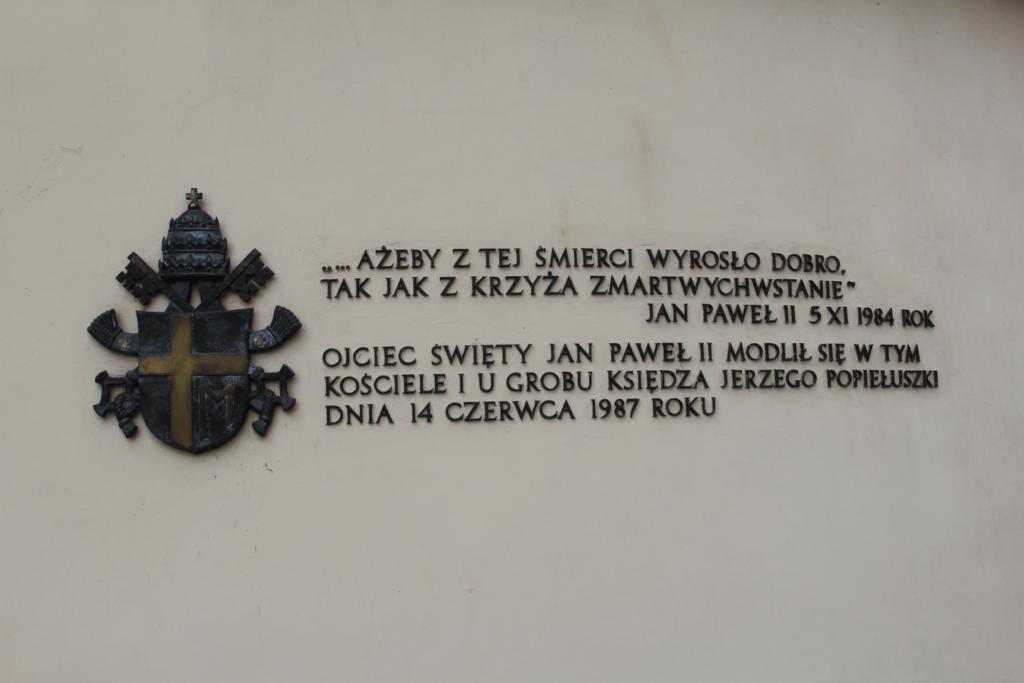 „... AŻEBY Z TEJ ŚMIERCI WYROSŁO DOBRO,
TAK JAK Z KRZYŻA ZMARTWYCHWSTANIE”
JAN PAWEŁ II 5 XI 1984 ROK
OJCIEC ŚWIĘTY JAN PAWEŁ II MODLIŁ SIĘ W TYM
KOŚCIELE I U GROBU KSIĘDZA JERZEGO POPIEŁUSZKI
DNIA 14 CZERWCA 1987 ROKU
M